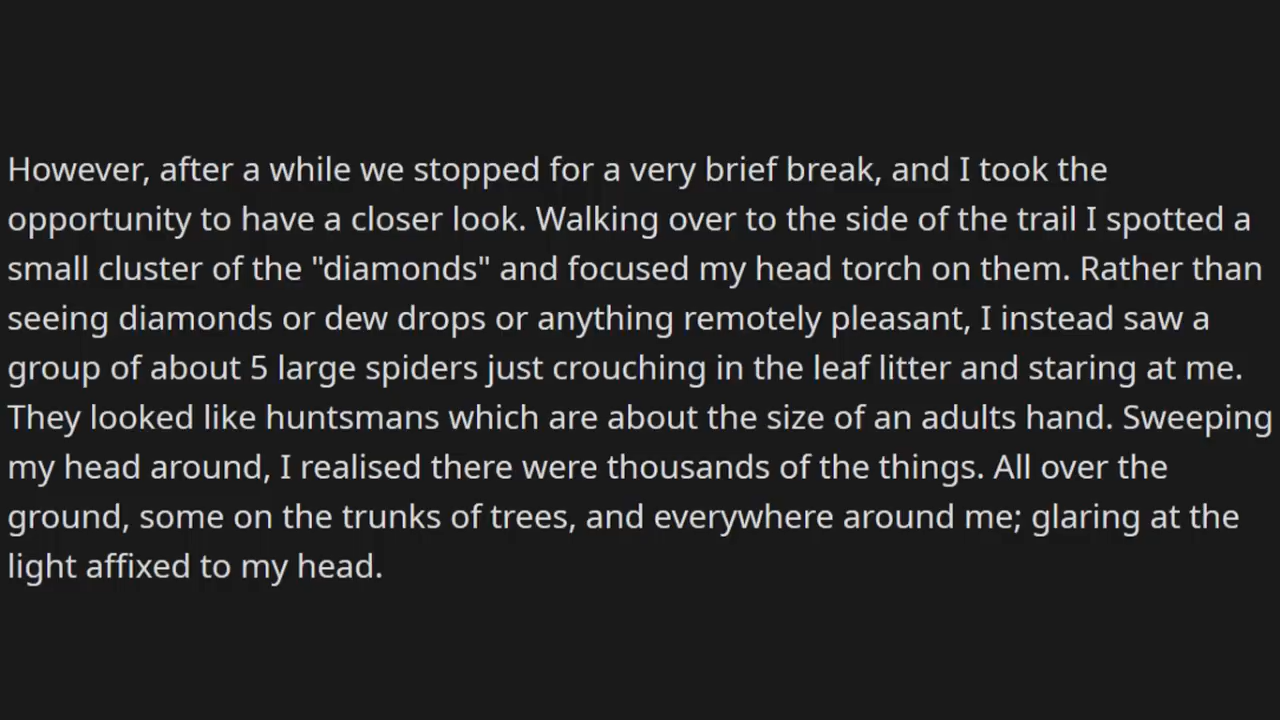 However, after a while we stopped for a very brief break, and I took the
opportunity to have a closer look. Walking over to the side of the trail I spotted a
small cluster of the "diamonds" and focused my head torch on them. Rather than
seeing diamonds or dew drops or anything remotely pleasant, I instead saw a
group of about 5 large spiders just crouching in the leaf litter and staring at me.
They looked like huntsmans which are about the size of an adults hand. Sweeping
my head around, I realised there were thousands of the things. All over the
ground, some on the trunks of trees, and everywhere around me; glaring at the
light affixed to my head.